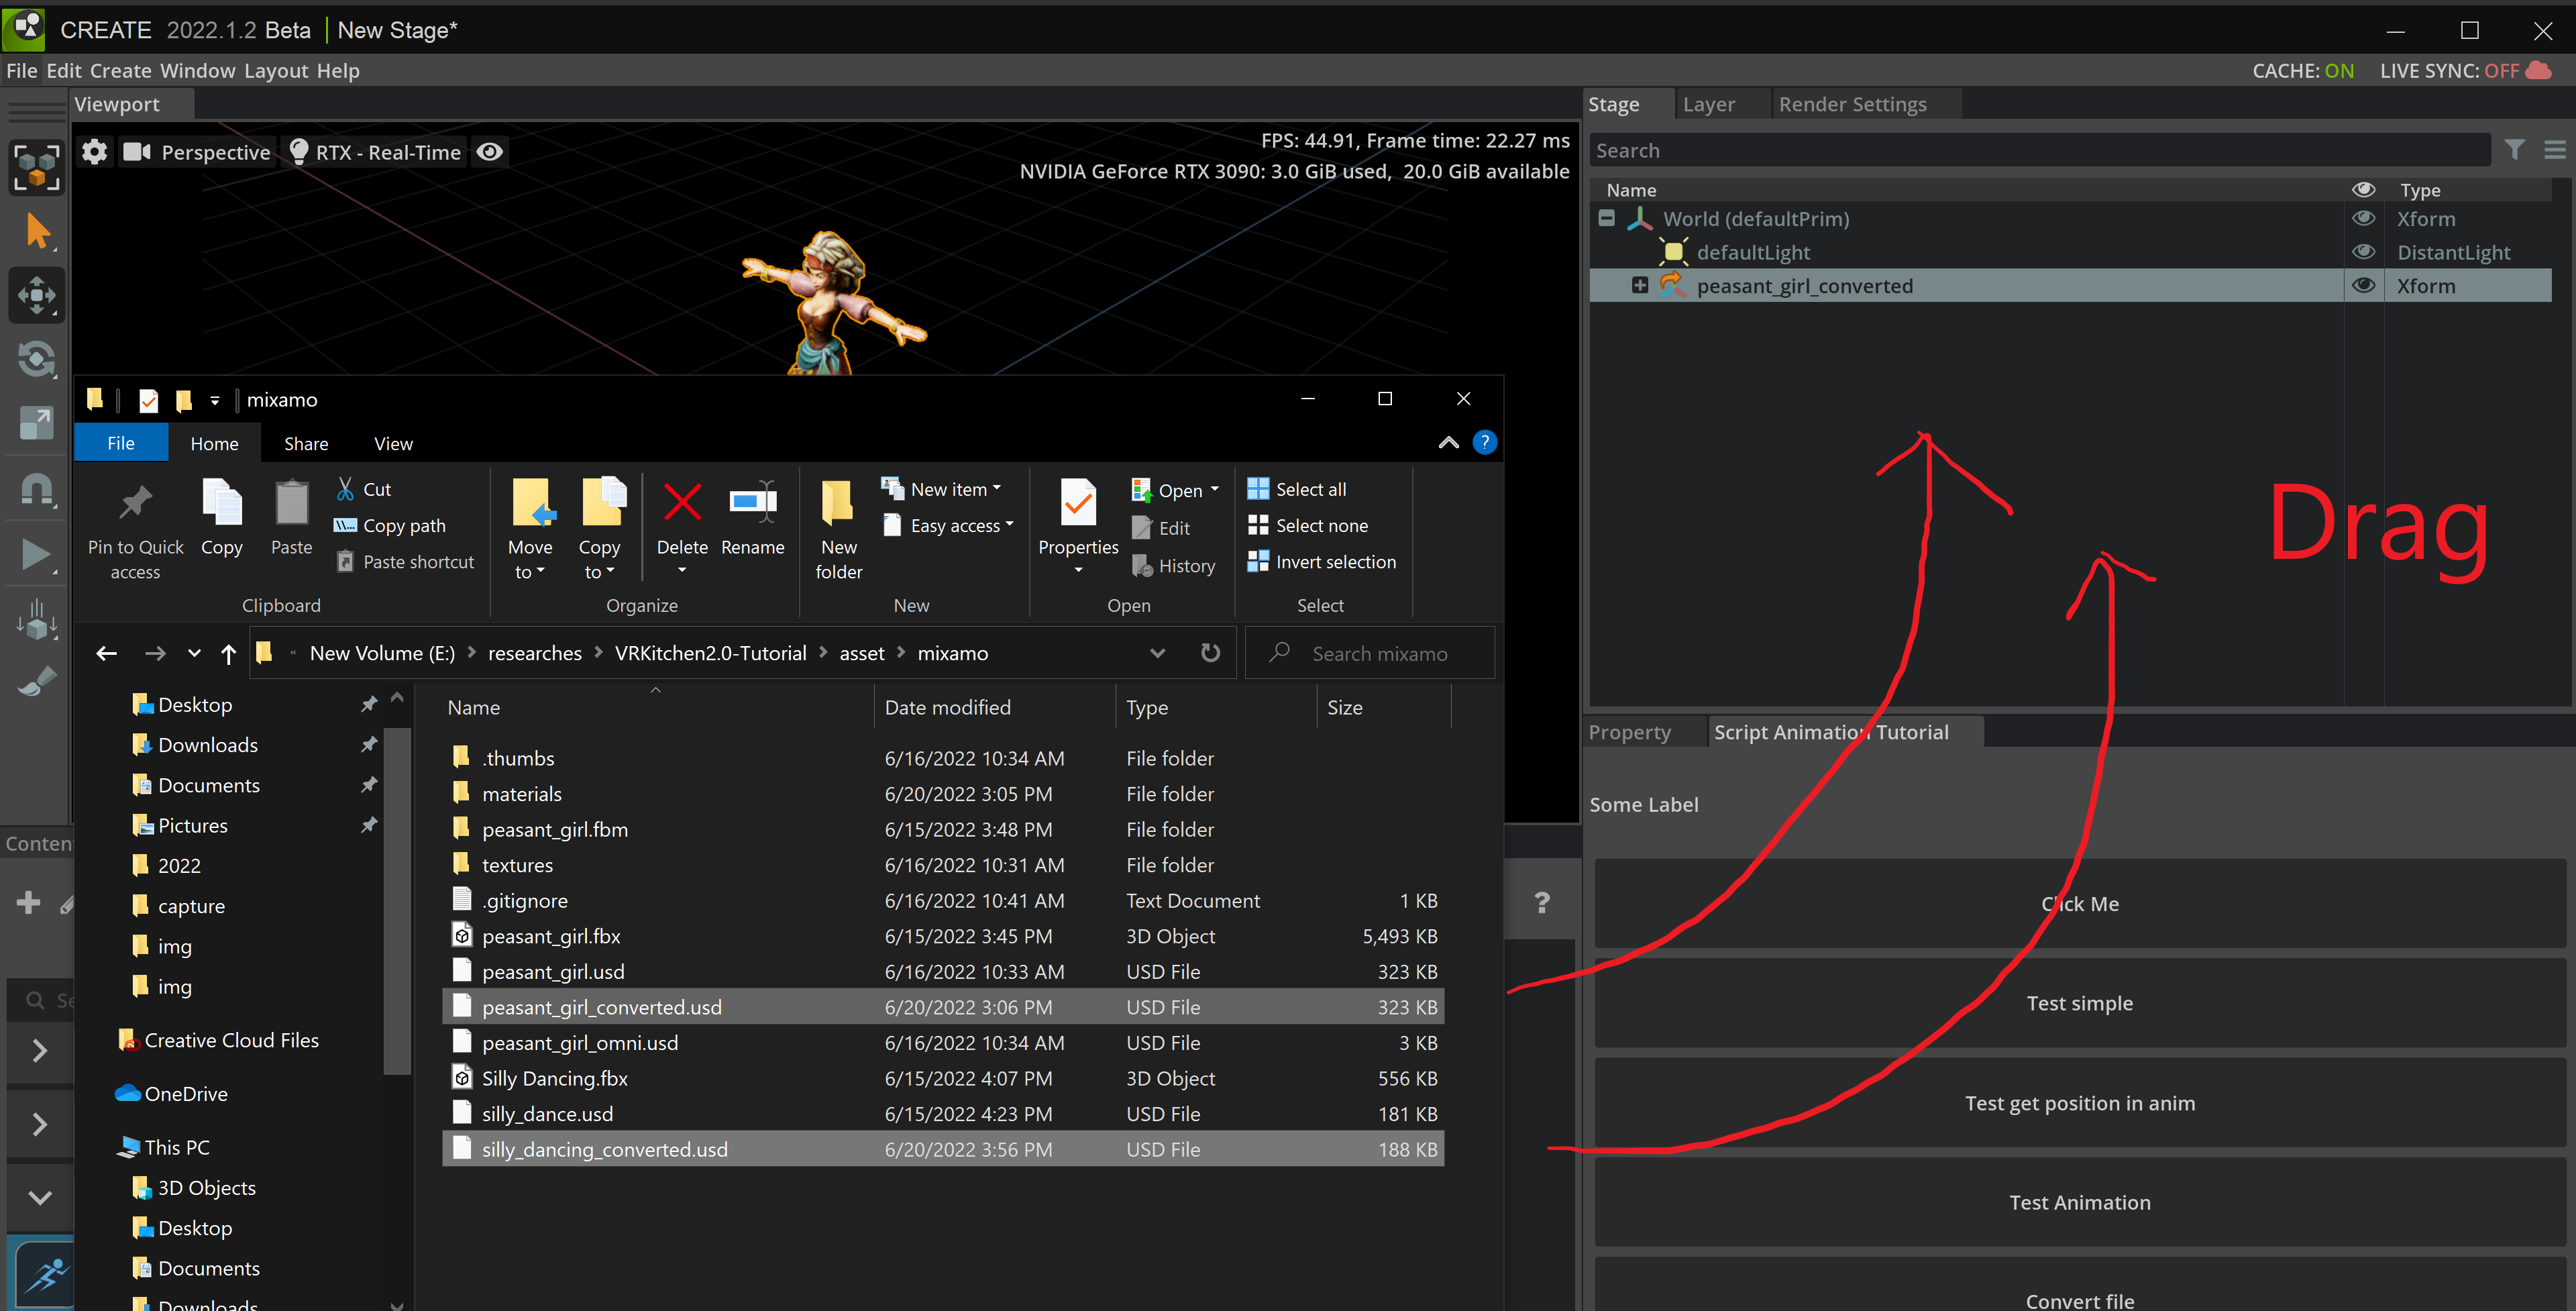 CREATE 2022.1.2 Beta | New Stage*
File Edit Create Window Layout Help
CACHE: ON LIVE SYNC: OFF
Viewport
Perspective RTX - Real-Time
FPS: 44.91, Frame time: 22.27 ms
NVIDIA GeForce RTX 3090: 3.0 GiB used, 20.0 GiB available
Stage Layer Render Settings
Search
Name Type
World (defaultPrim) Xform
defaultLight DistantLight
peasant_girl_converted Xform
Drag
mixamo
File Home Share View
?
Pin to Quick
access
Copy
Paste
Cut
Copy path
Paste shortcut
Clipboard
Move
to
Copy
to
Delete
Rename
Organize
New
folder
New item
Easy access
New
Properties
Open
Edit
History
Open
Select all
Select none
Invert selection
Select
« New Volume (E:) > researches > VRKitchen2.0-Tutorial > asset > mixamo
Search mixamo
Desktop
Downloads
Documents
Pictures
2022
capture
img
img
Creative Cloud Files
OneDrive
This PC
3D Objects
Desktop
Documents
Downloads
Name Date modified Type Size
.thumbs 6/16/2022 10:34 AM File folder
materials 6/20/2022 3:05 PM File folder
peasant_girl.fbm 6/15/2022 3:48 PM File folder
textures 6/16/2022 10:31 AM File folder
.gitignore 6/16/2022 10:41 AM Text Document 1 KB
peasant_girl.fbx 6/15/2022 3:45 PM 3D Object 5,493 KB
peasant_girl.usd 6/16/2022 10:33 AM USD File 323 KB
peasant_girl_converted.usd 6/20/2022 3:06 PM USD File 323 KB
peasant_girl_omni.usd 6/16/2022 10:34 AM USD File 3 KB
Silly Dancing.fbx 6/15/2022 4:07 PM 3D Object 556 KB
silly_dance.usd 6/15/2022 4:23 PM USD File 181 KB
silly_dancing_converted.usd 6/20/2022 3:56 PM USD File 188 KB
Conten
Se
?
Property Script Animation Tutorial
Some Label
Click Me
Test simple
Test get position in anim
Test Animation
Convert file